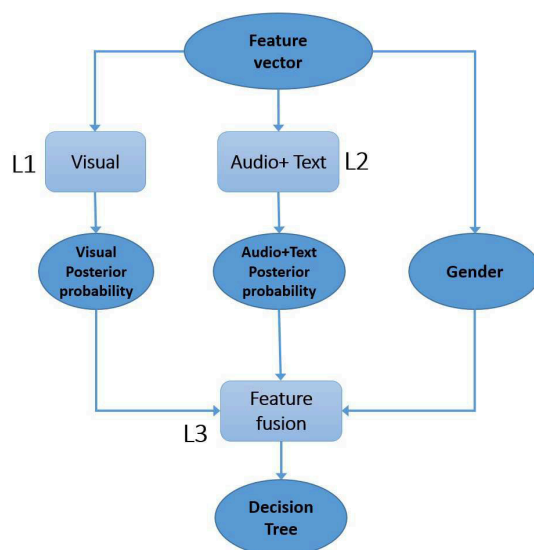 Feature
vector
L1
Visual
Audio+ Text
L2
Visual
Posterior
probability
Audio+Text
Posterior
probability
Gender
Feature
fusion
L3
Decision
Tree